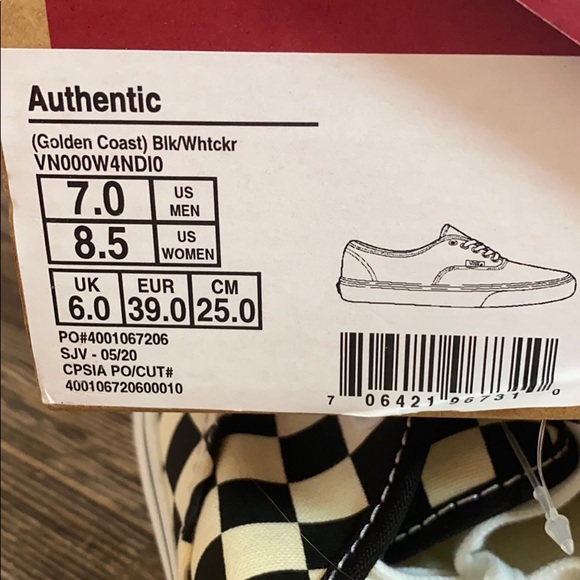 Authentic
(Golden Coast) Blk/Whtckr
VN000W4NDI0
7.0 US MEN
8.5 US WOMEN
UK 6.0 EUR 39.0 CM 25.0
PO#4001067206
SJV - 05/20
CPSIA PO/CUT#
400106720600010
7 06421 96731 0